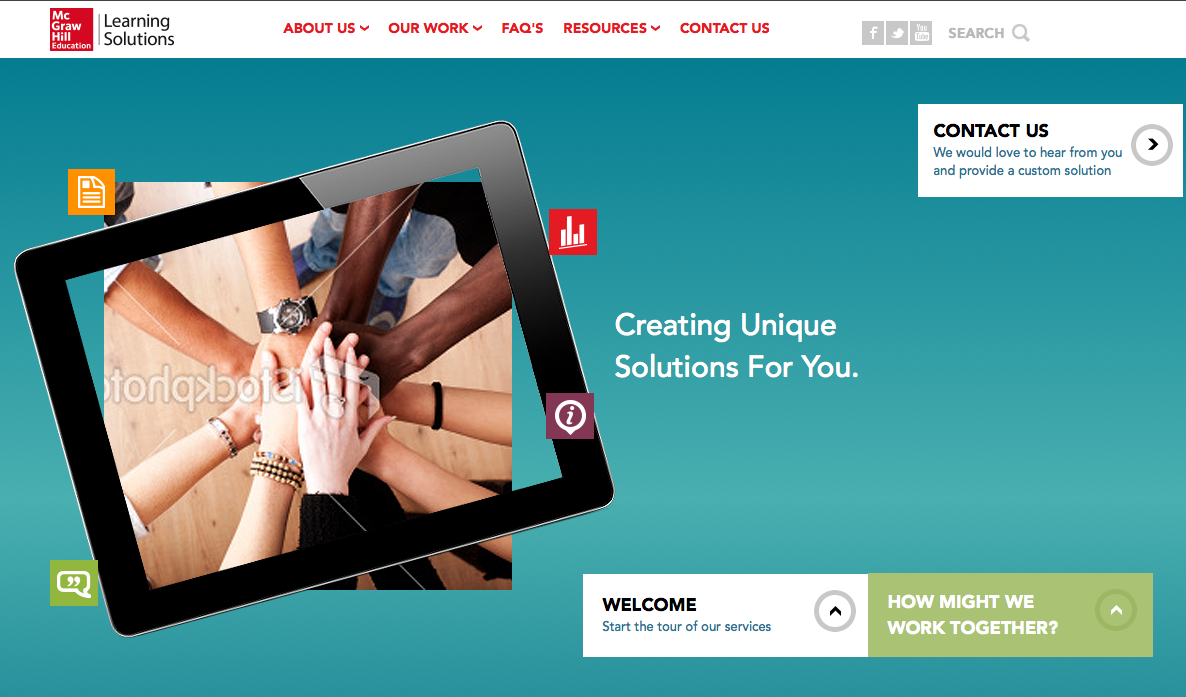 Mc
Graw
Hill
Education
Learning
Solutions
ABOUT US
OUR WORK
FAQ'S
RESOURCES
CONTACT US
f
You
Tube
SEARCH
CONTACT US
We would love to hear from you
and provide a custom solution
Creating Unique
Solutions For You.
i
WELCOME
Start the tour of our services
HOW MIGHT WE
WORK TOGETHER?